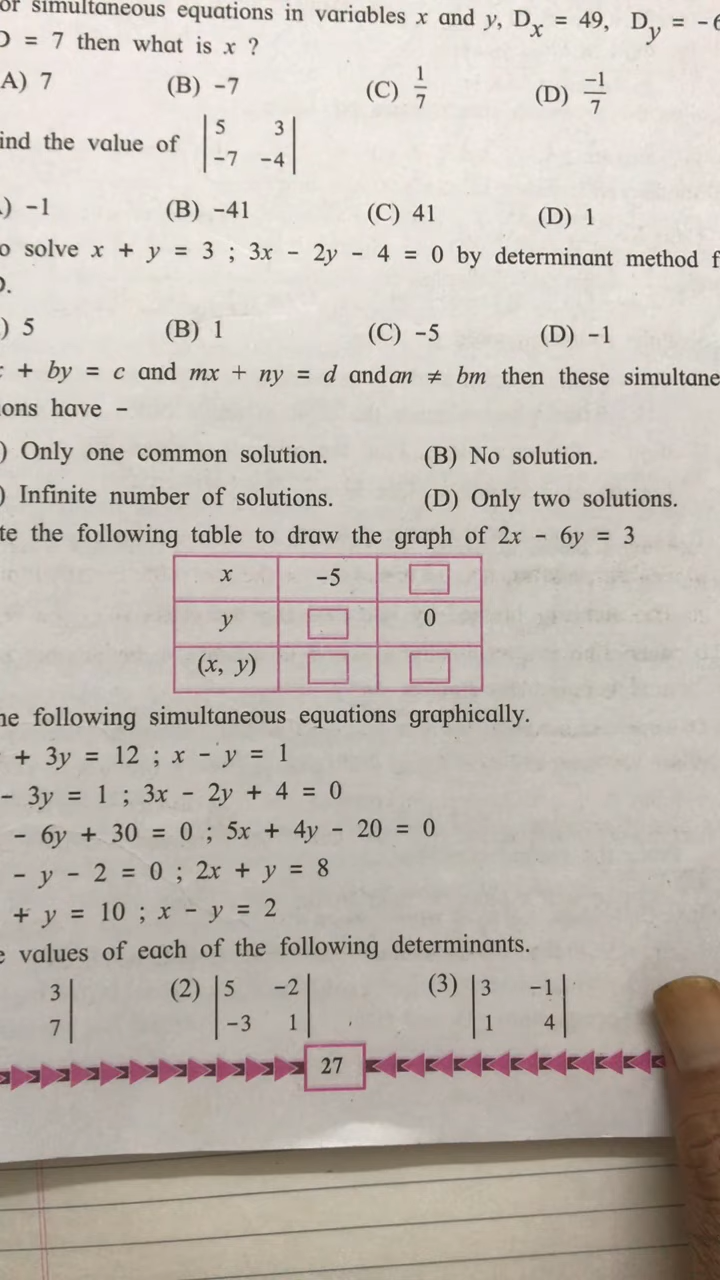 or simultaneous equations in variables x and y, Dx = 49, Dy = -6
D = 7 then what is x ?
A) 7 (B) -7 (C) 1/7 (D) -1/7
ind the value of | 5 3 |
| -7 -4 |
) -1 (B) -41 (C) 41 (D) 1
o solve x + y = 3 ; 3x - 2y - 4 = 0 by determinant method f
D.
) 5 (B) 1 (C) -5 (D) -1
+ by = c and mx + ny = d and an ≠ bm then these simultane
ons have -
) Only one common solution. (B) No solution.
) Infinite number of solutions. (D) Only two solutions.
te the following table to draw the graph of 2x - 6y = 3
x -5
y 0
(x, y)
he following simultaneous equations graphically.
+ 3y = 12 ; x - y = 1
- 3y = 1 ; 3x - 2y + 4 = 0
- 6y + 30 = 0 ; 5x + 4y - 20 = 0
- y - 2 = 0 ; 2x + y = 8
+ y = 10 ; x - y = 2
e values of each of the following determinants.
3 | (2) | 5 -2 | (3) | 3 -1 |
7 | | -3 1 | | 1 4 |
27